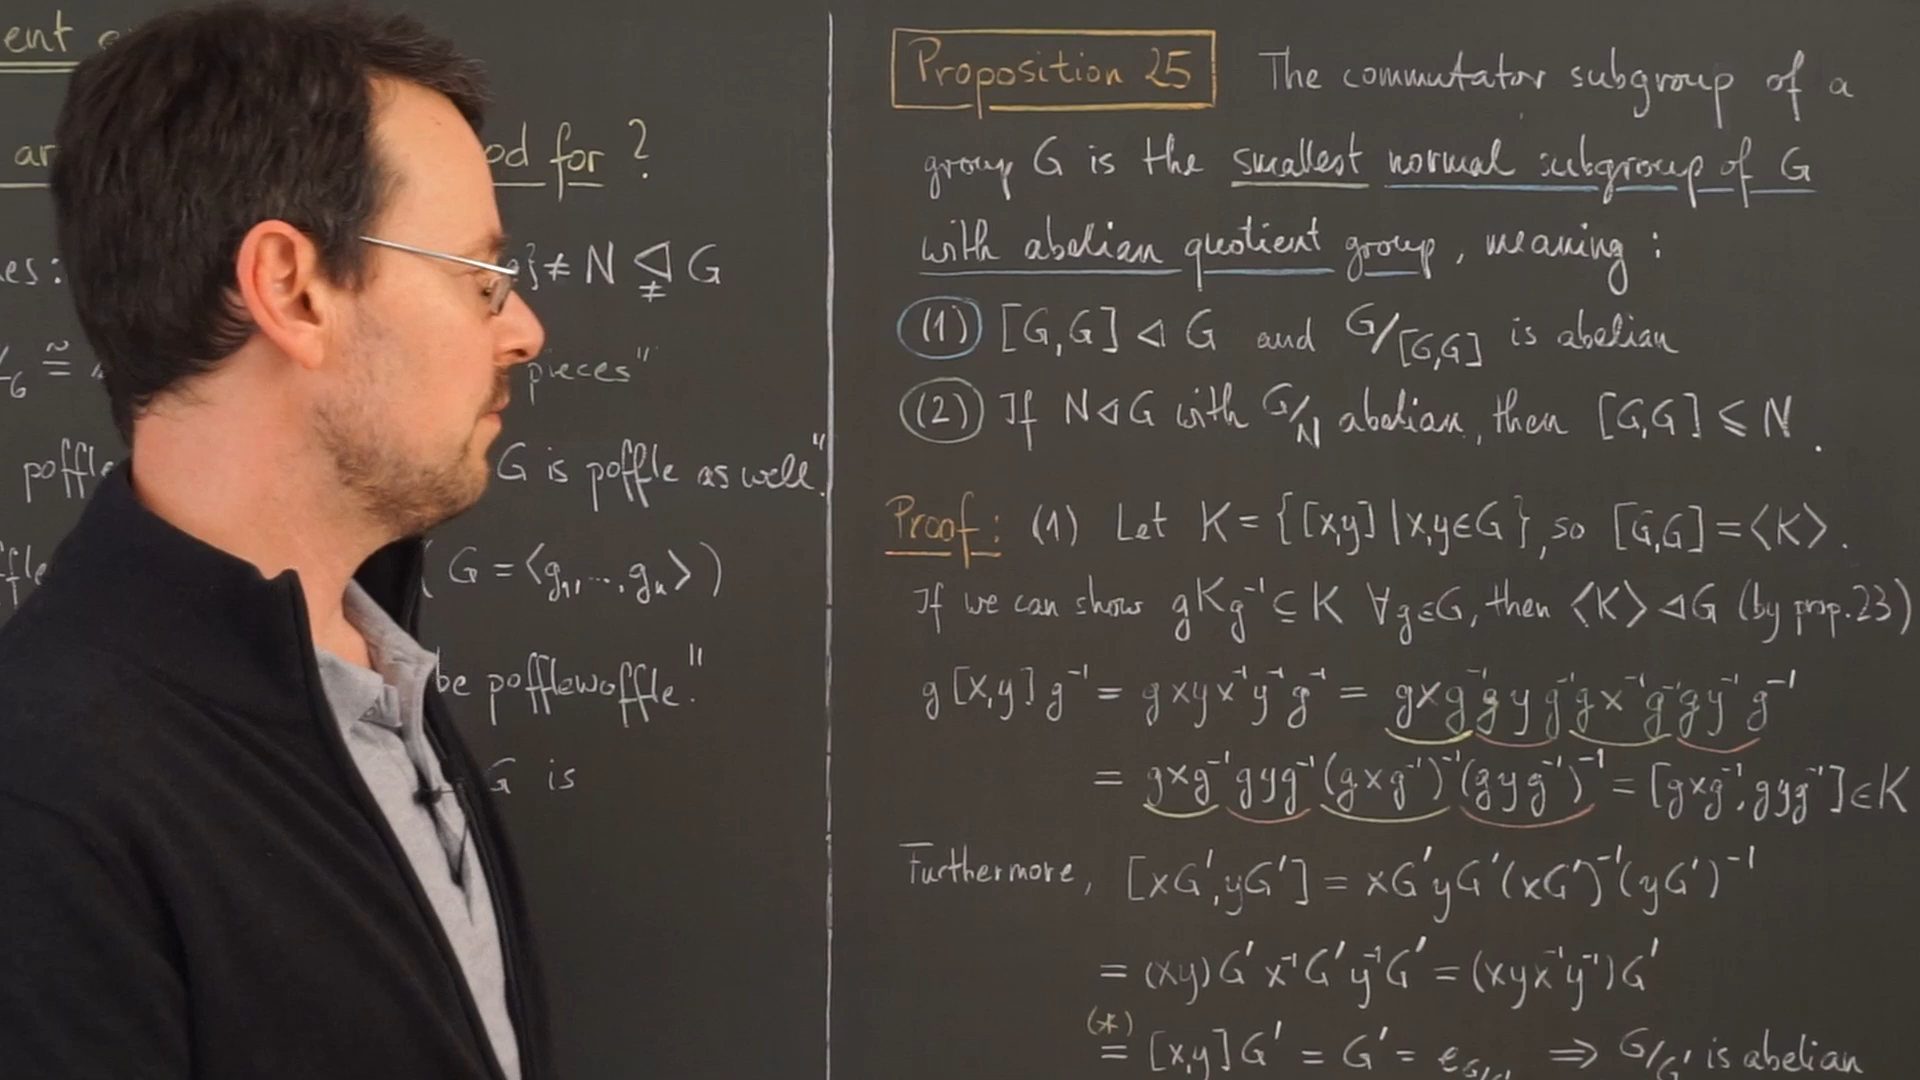 ar
od for ?
≠ N ⊴ G
pieces"
poffle
G is poffle as well".
( G = ⟨g₁,...,gₙ⟩ )
be pofflewoffle."
G is
Proposition 25 The commutator subgroup of a
group G is the smallest normal subgroup of G
with abelian quotient group, meaning :
(1) [G,G] ⊲ G and G/[G,G] is abelian
(2) If N ⊲ G with G/N abelian, then [G,G] ⩽ N .
Proof: (1) Let K = {[x,y] | x,y∈G}, so [G,G] = ⟨K⟩ .
If we can show gKg⁻¹ ⊆ K ∀g∈G, then ⟨K⟩ ⊲ G (by prop. 23)
g[x,y]g⁻¹ = gxyx⁻¹y⁻¹g⁻¹ = gxg⁻¹gyg⁻¹gx⁻¹g⁻¹gy⁻¹g⁻¹
= gxg⁻¹gyg⁻¹(gxg⁻¹)⁻¹(gyg⁻¹)⁻¹ = [gxg⁻¹,gyg⁻¹] ∈ K
Furthermore, [xG',yG'] = xG'yG'(xG')⁻¹(yG')⁻¹
= (xy)G'x⁻¹G'y⁻¹G' = (xyx⁻¹y⁻¹)G'
(*)
= [x,y]G' = G' = e_{G/G'} ⇒ G/G' is abelian